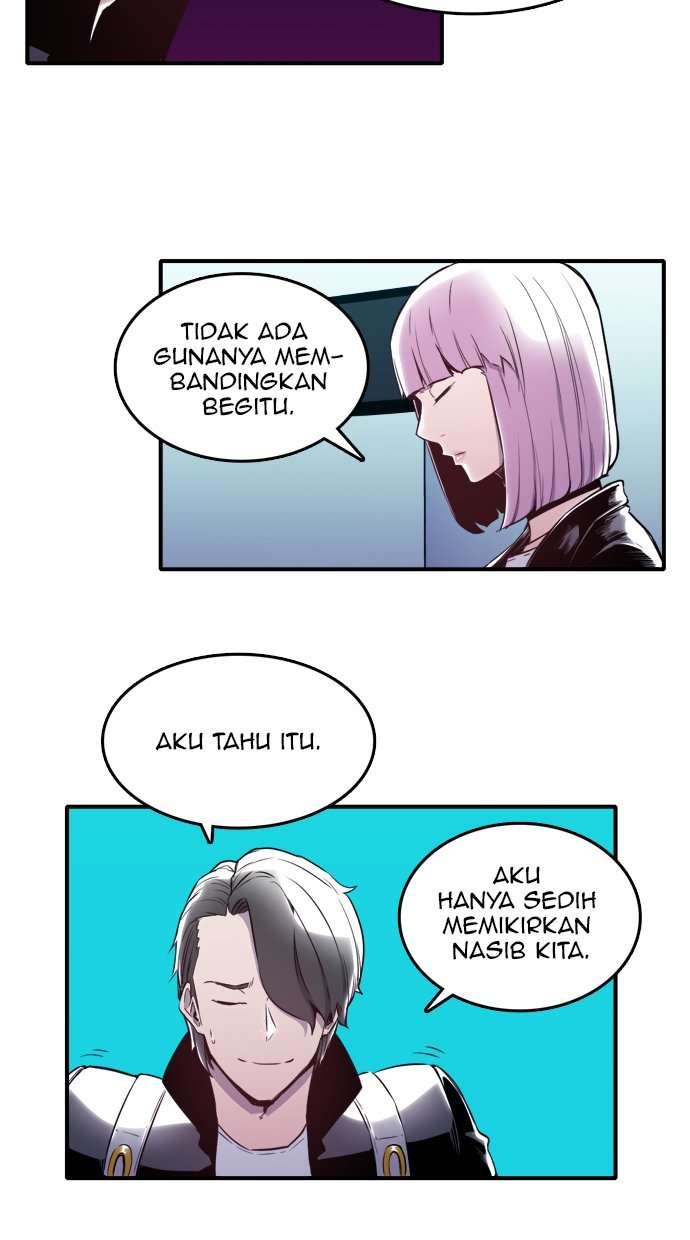 TIDAK ADA
GUNANYA MEM-
BANDINGKAN
BEGITU.
AKU TAHU ITU.
AKU
HANYA SEDIH
MEMIKIRKAN
NASIB KITA.